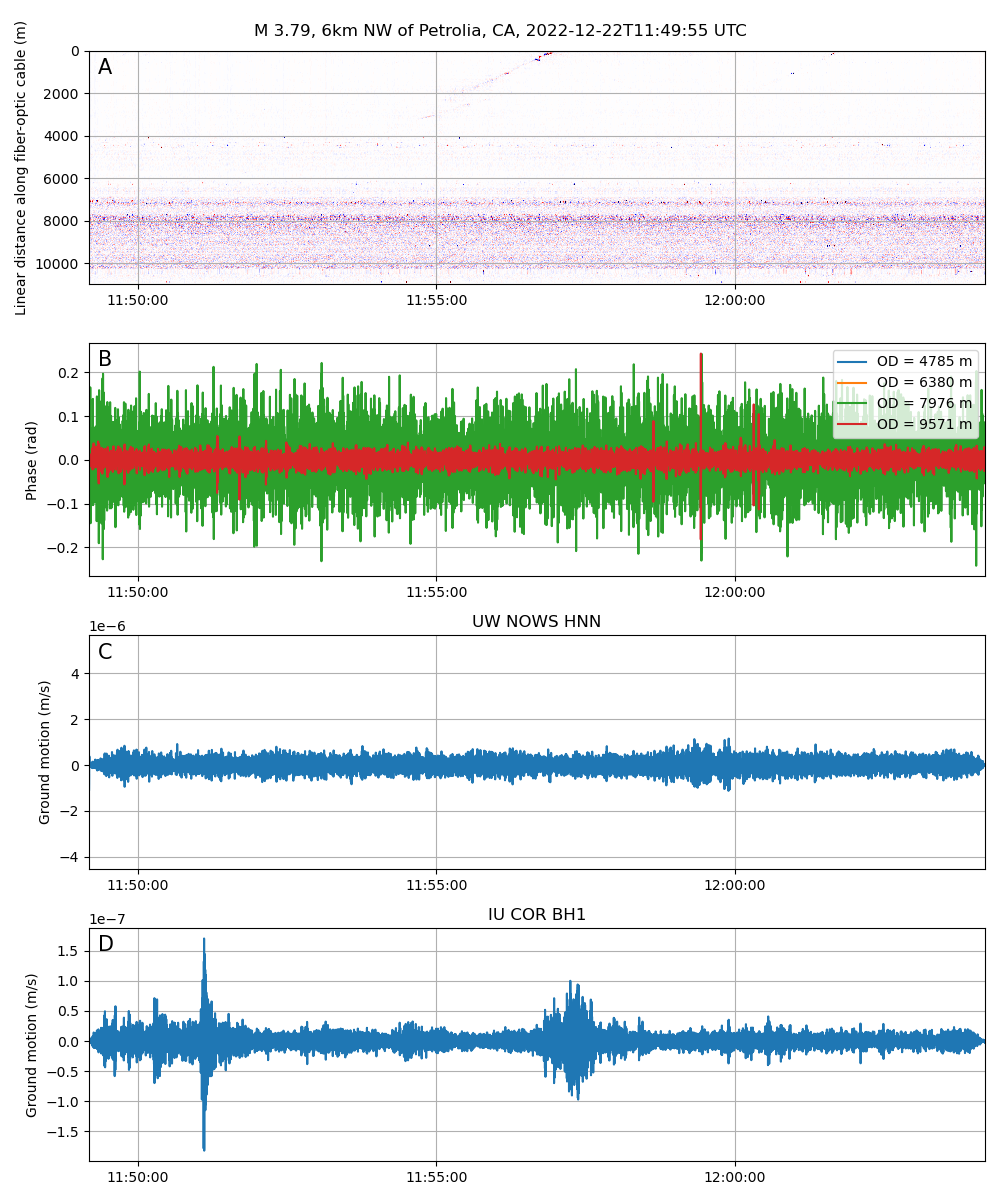 M 3.79, 6km NW of Petrolia, CA, 2022-12-22T11:49:55 UTC
A
Linear distance along fiber-optic cable (m)
0
2000
4000
6000
8000
10000
11:50:00 11:55:00 12:00:00
B
Phase (rad)
0.2
0.1
0.0
−0.1
−0.2
OD = 4785 m
OD = 6380 m
OD = 7976 m
OD = 9571 m
11:50:00 11:55:00 12:00:00
UW NOWS HNN
1e−6
C
Ground motion (m/s)
4
2
0
−2
−4
11:50:00 11:55:00 12:00:00
IU COR BH1
1e−7
D
Ground motion (m/s)
1.5
1.0
0.5
0.0
−0.5
−1.0
−1.5
11:50:00 11:55:00 12:00:00